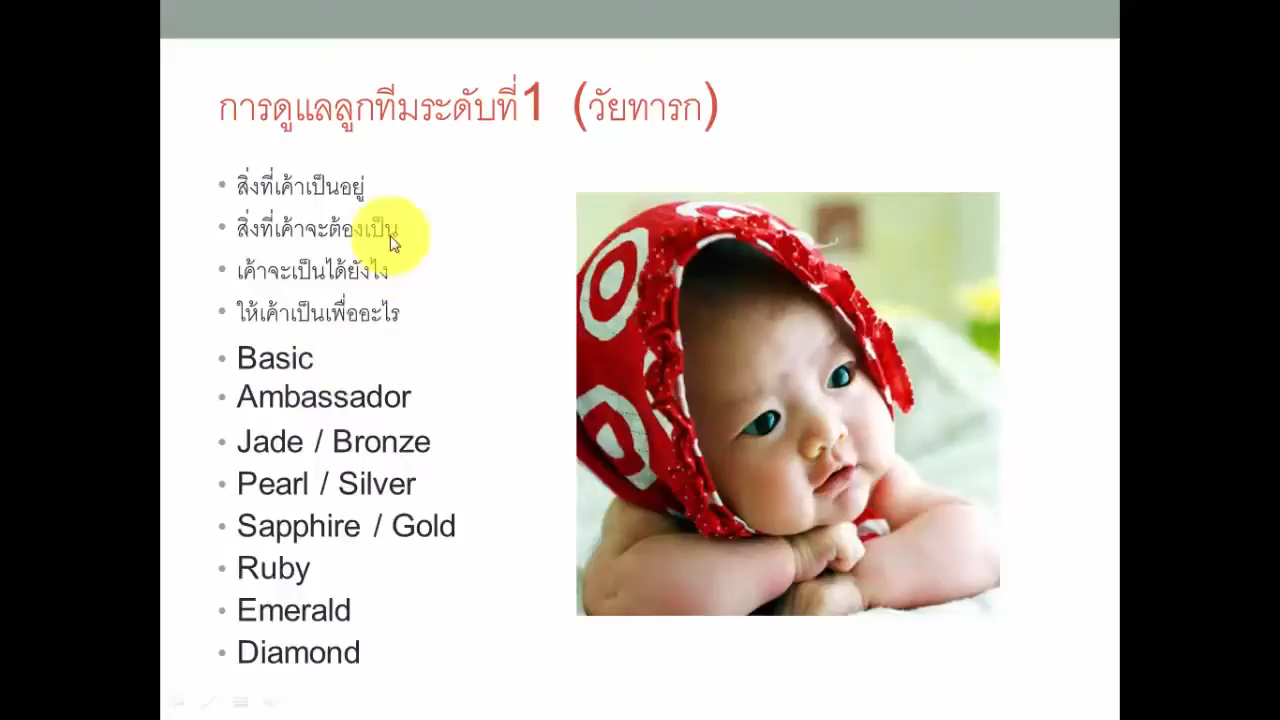 การดูแลลูกทีมระดับที่1 (วัยทารก)
• สิ่งที่เค้าเป็นอยู่
• สิ่งที่เค้าจะต้องเป็น
• เค้าจะเป็นได้ยังไง
• ให้เค้าเป็นเพื่ออะไร
• Basic
• Ambassador
• Jade / Bronze
• Pearl / Silver
• Sapphire / Gold
• Ruby
• Emerald
• Diamond